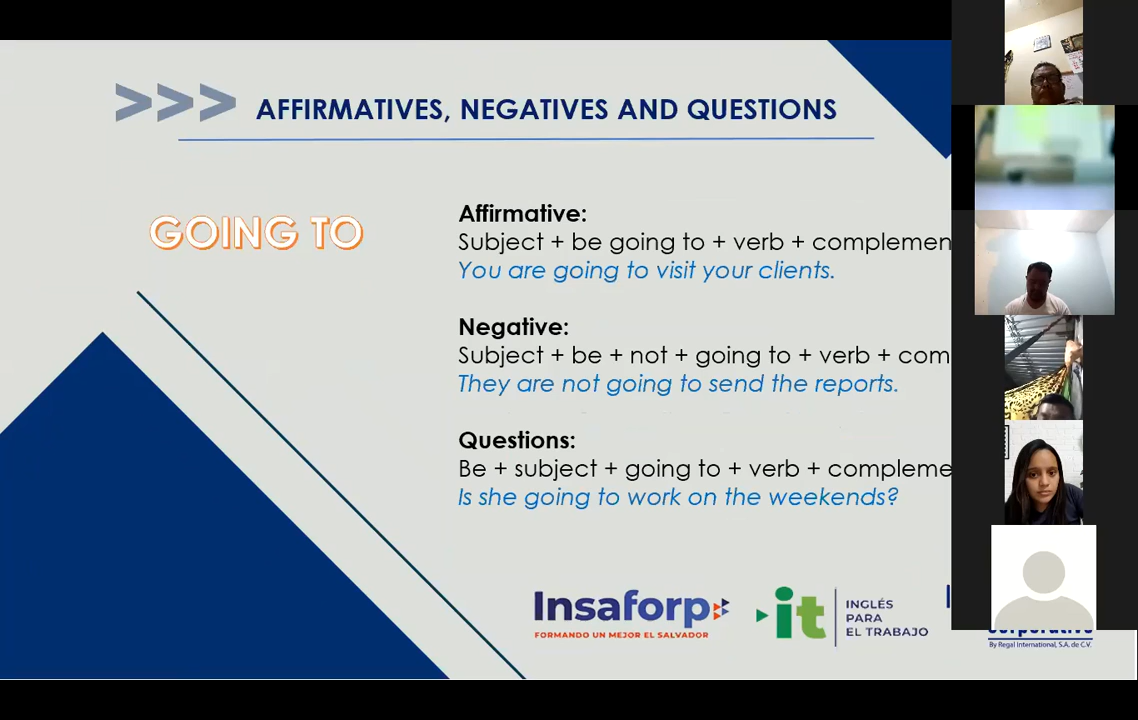 >>> AFFIRMATIVES, NEGATIVES AND QUESTIONS
GOING TO
Affirmative:
Subject + be going to + verb + complemen
You are going to visit your clients.
Negative:
Subject + be + not + going to + verb + com
They are not going to send the reports.
Questions:
Be + subject + going to + verb + compleme
Is she going to work on the weekends?
Insaforp
FORMANDO UN MEJOR EL SALVADOR
it
INGLÉS
PARA
EL TRABAJO
By Regal International, S.A. de C.V.